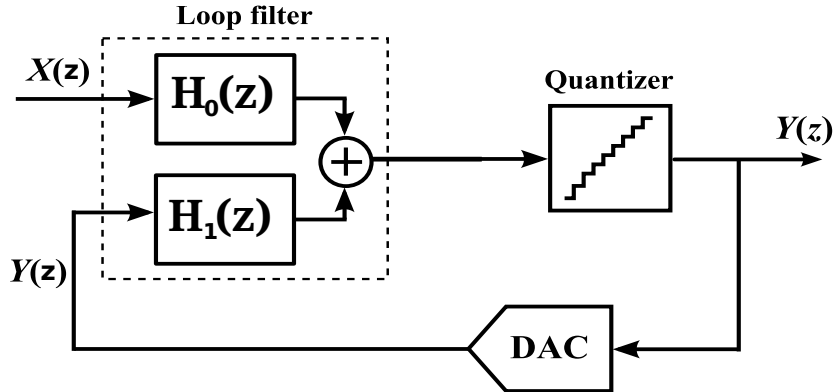 Loop filter
X(z)
H₀(z)
Quantizer
Y(z)
+
H₁(z)
Y(z)
DAC